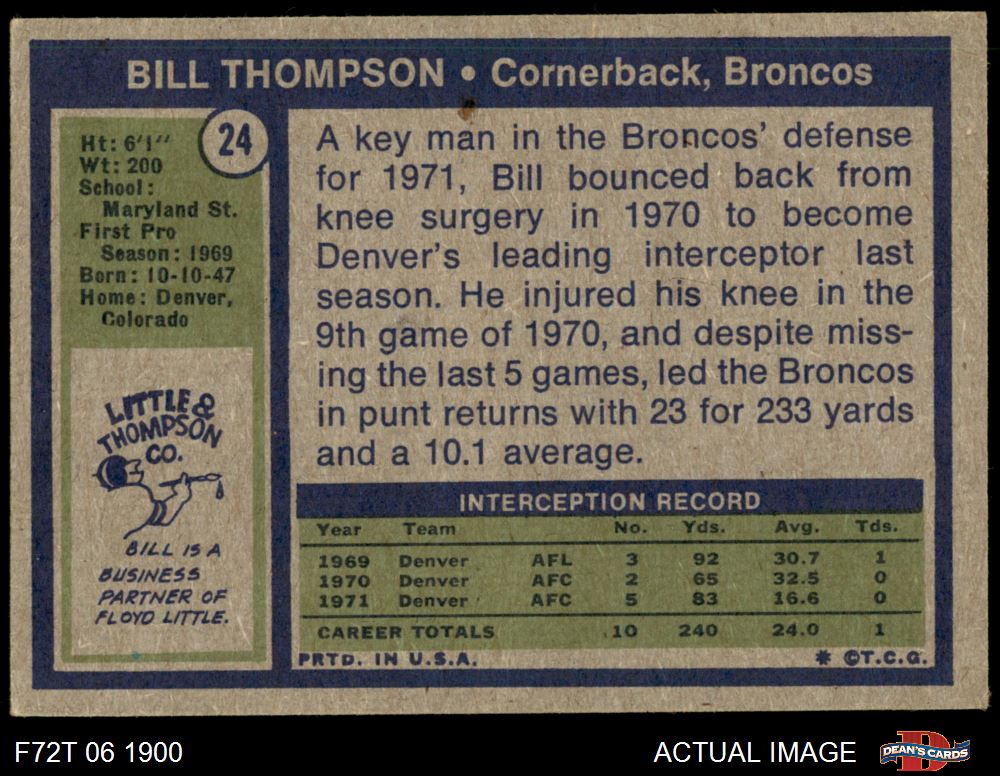 BILL THOMPSON • Cornerback, Broncos
24
Ht: 6'1"
Wt: 200
School:
Maryland St.
First Pro
Season: 1969
Born: 10-10-47
Home: Denver,
Colorado
LITTLE &
THOMPSON
CO.
BILL IS A
BUSINESS
PARTNER OF
FLOYD LITTLE.
A key man in the Broncos' defense
for 1971, Bill bounced back from
knee surgery in 1970 to become
Denver's leading interceptor last
season. He injured his knee in the
9th game of 1970, and despite miss-
ing the last 5 games, led the Broncos
in punt returns with 23 for 233 yards
and a 10.1 average.
INTERCEPTION RECORD
Year Team No. Yds. Avg. Tds.
1969 Denver AFL 3 92 30.7 1
1970 Denver AFC 2 65 32.5 0
1971 Denver AFC 5 83 16.6 0
CAREER TOTALS 10 240 24.0 1
PRTD. IN U.S.A. * ©T.C.G.
F72T 06 1900 ACTUAL IMAGE DEAN'S CARDS